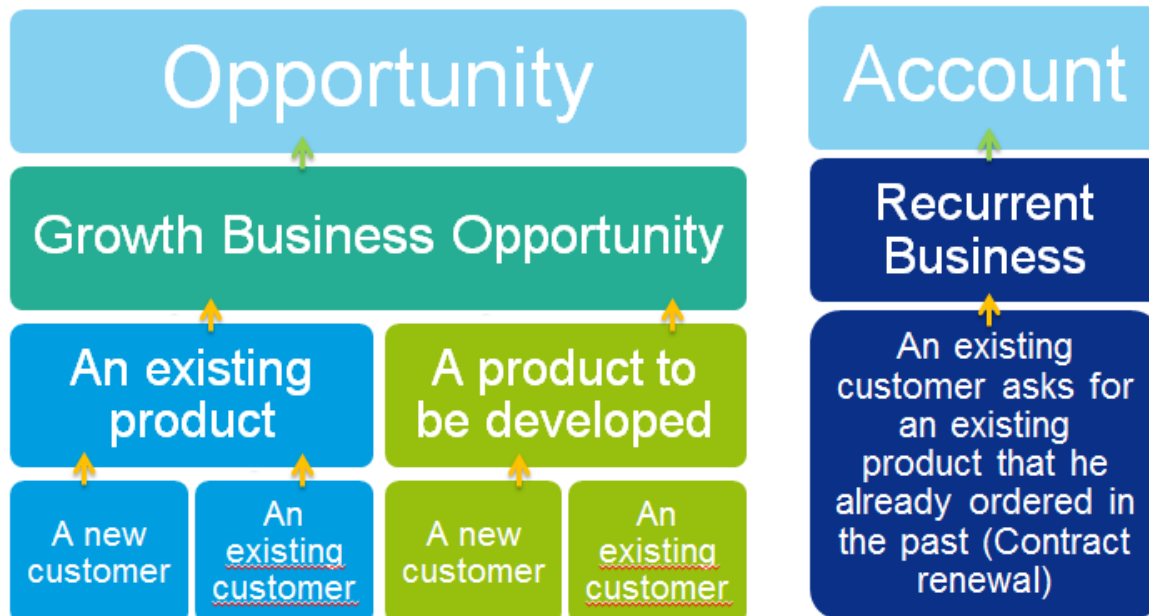 Opportunity
Growth Business Opportunity
An existing
product
A product to
be developed
A new
customer
An
existing
customer
A new
customer
An
existing
customer
Account
Recurrent
Business
An existing
customer asks for
an existing
product that he
already ordered in
the past (Contract
renewal)